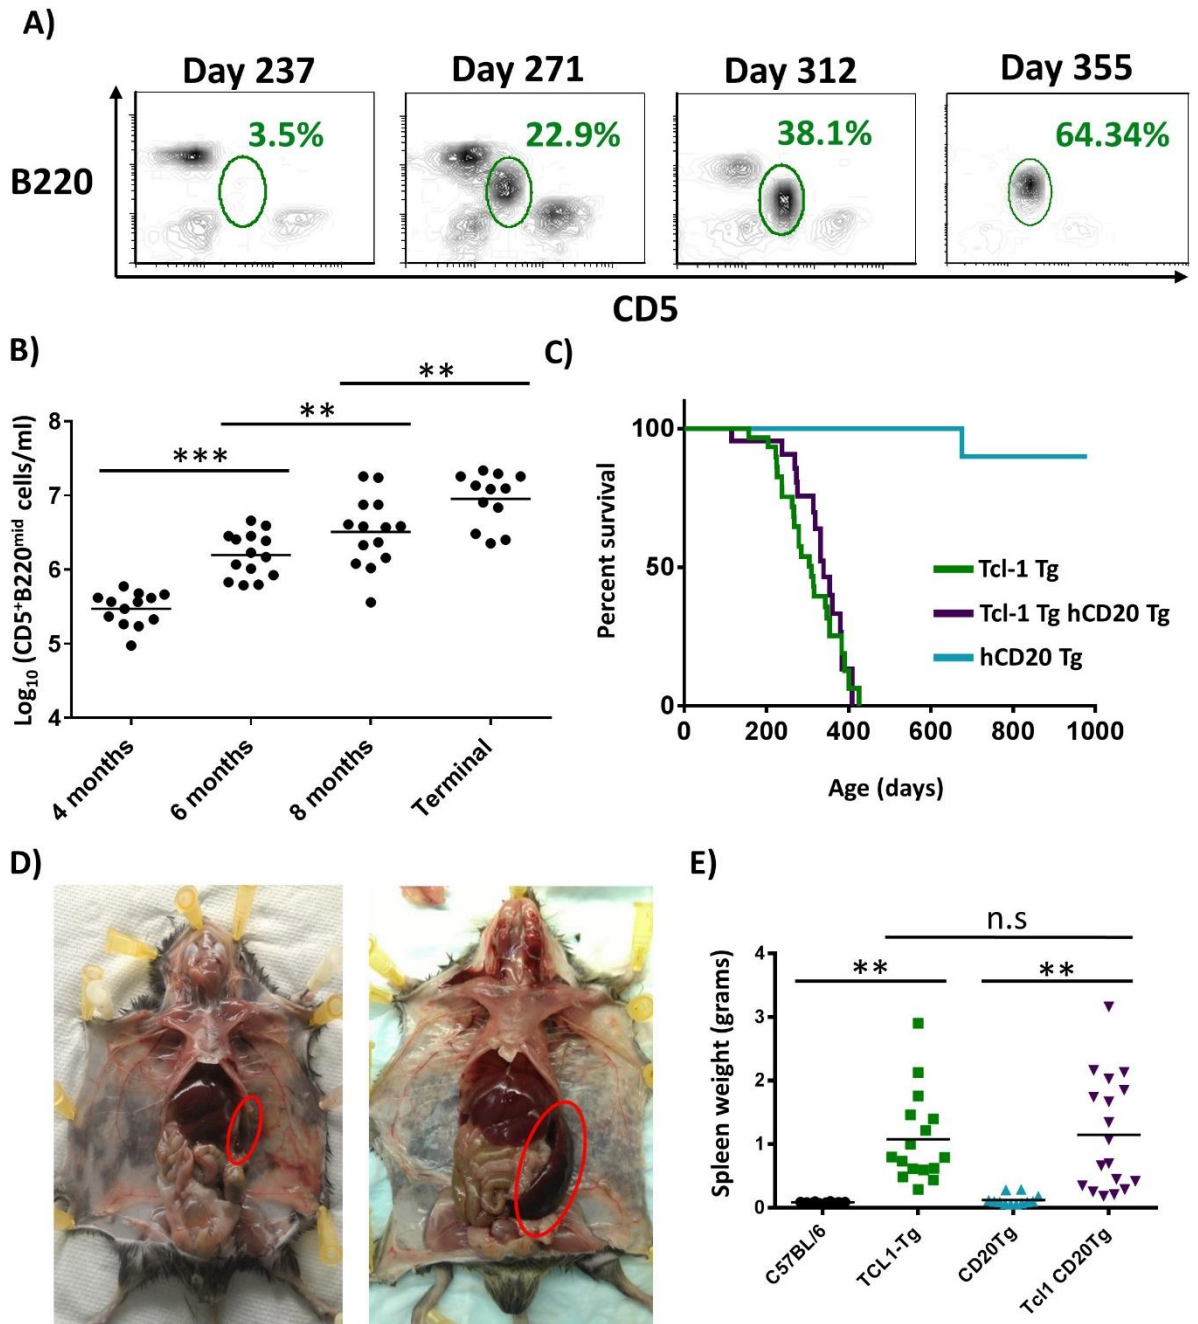 A)
Day 237
Day 271
Day 312
Day 355
3.5%
22.9%
38.1%
64.34%
B220
CD5
B)
**
**
***
Log₁₀ (CD5⁺B220ᵐⁱᵈ cells/ml)
8
7
6
5
4
4 months
6 months
8 months
Terminal
C)
Percent survival
100
50
0
0 200 400 600 800 1000
Age (days)
Tcl-1 Tg
Tcl-1 Tg hCD20 Tg
hCD20 Tg
D)
E)
n.s
**
**
Spleen weight (grams)
4
3
2
1
0
C57BL/6
TCL1-Tg
CD20Tg
Tcl1 CD20Tg